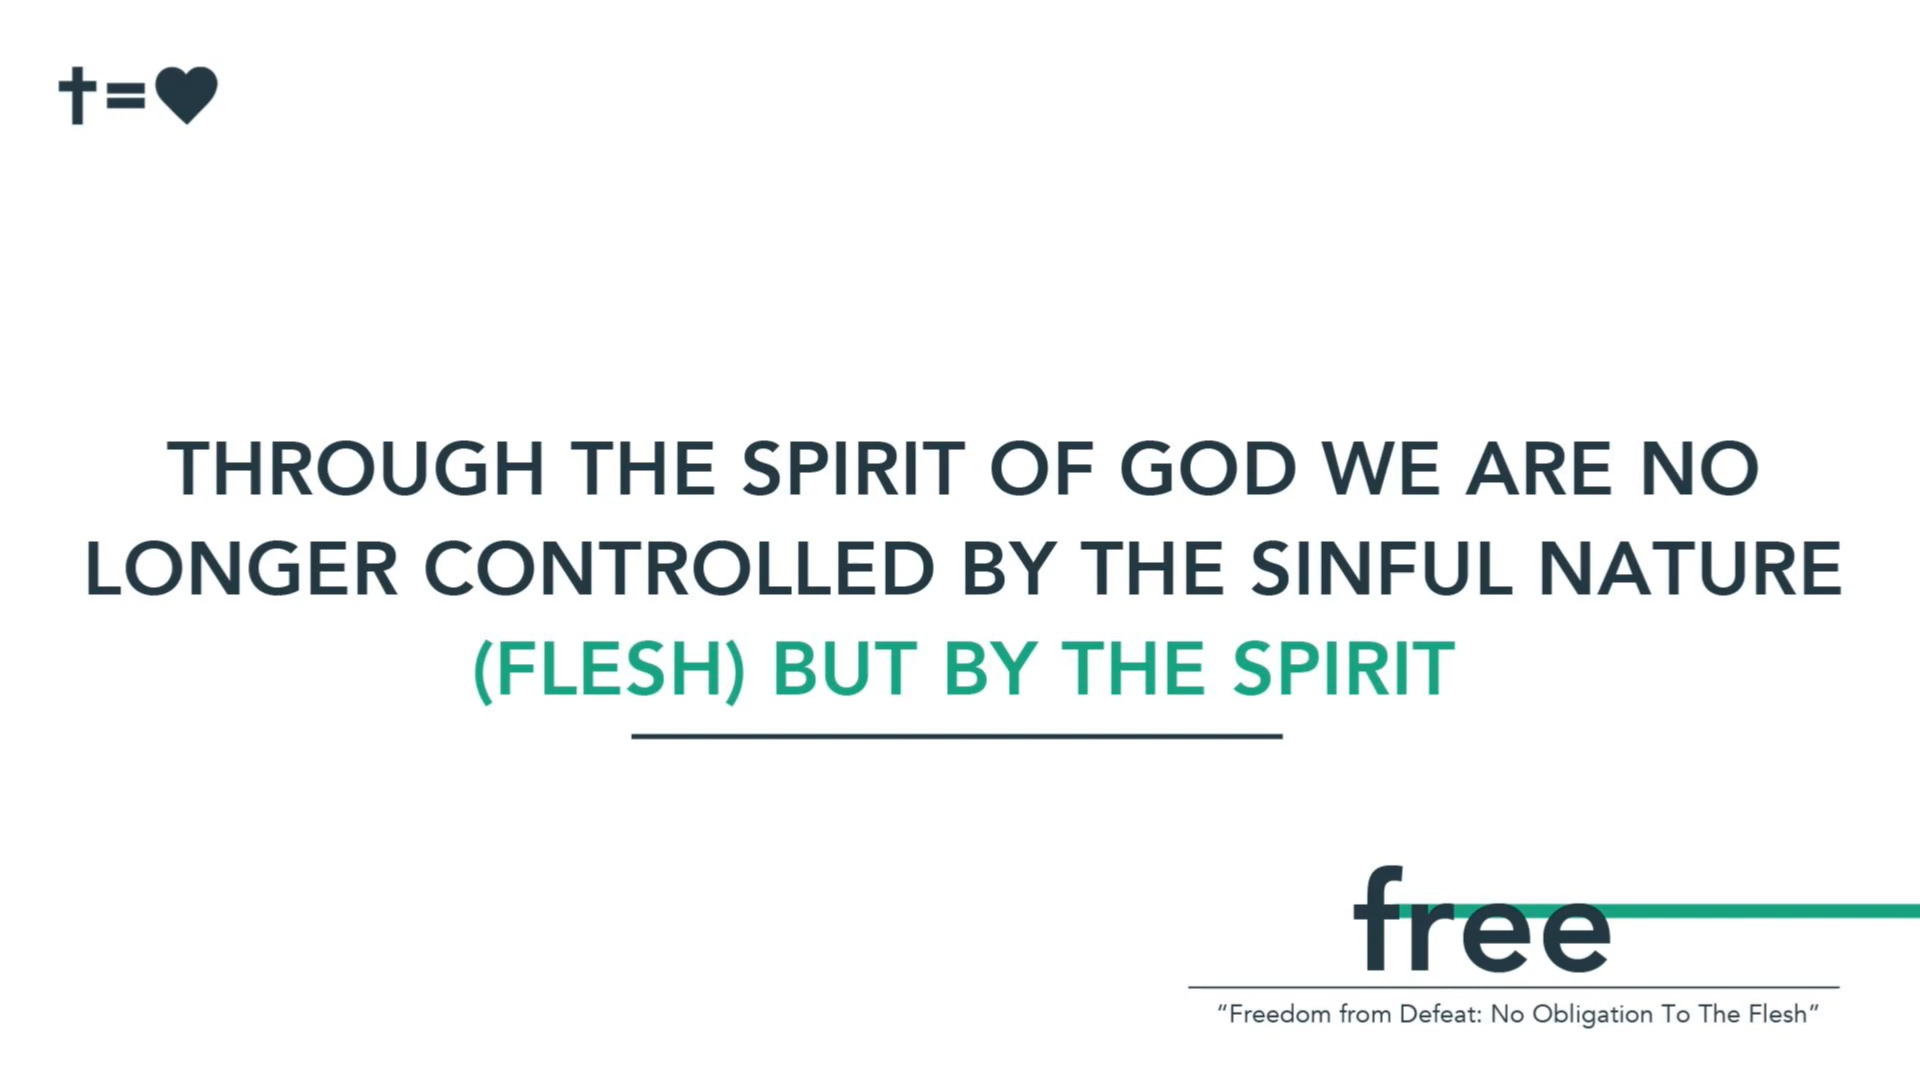 THROUGH THE SPIRIT OF GOD WE ARE NO
LONGER CONTROLLED BY THE SINFUL NATURE
(FLESH) BUT BY THE SPIRIT
free
“Freedom from Defeat: No Obligation To The Flesh”